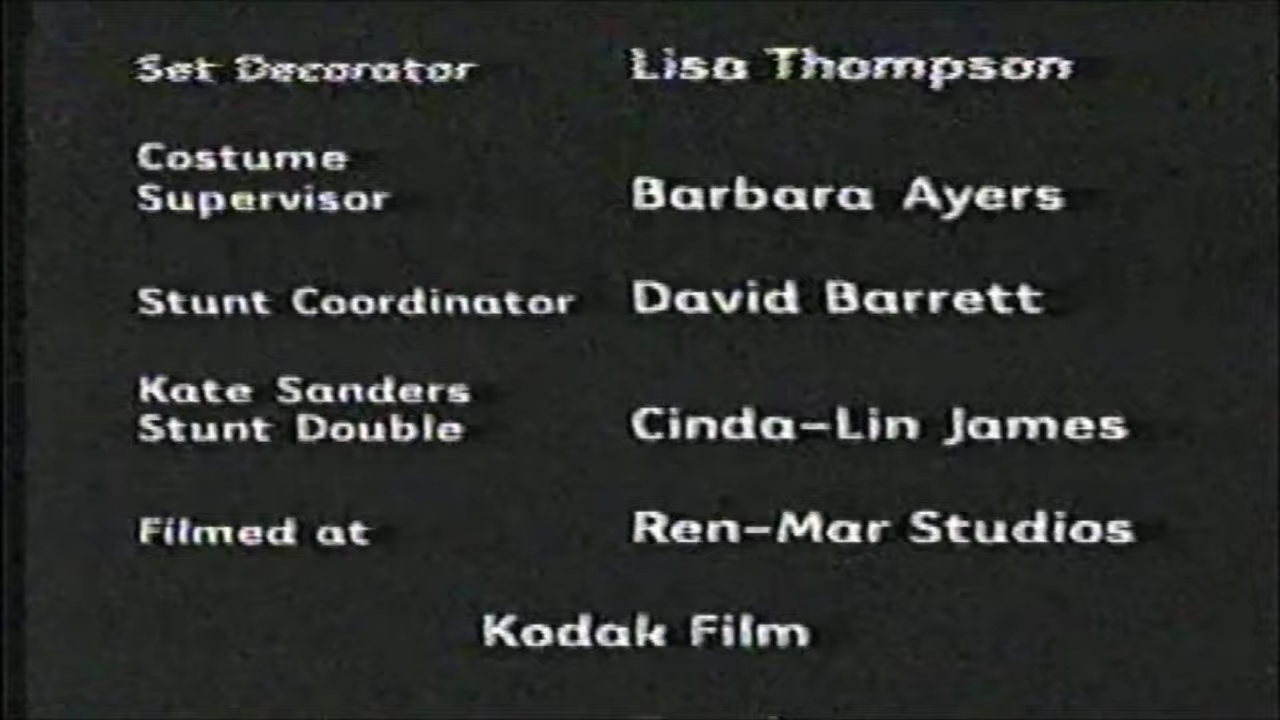 Set Decorator Lisa Thompson
Costume
Supervisor Barbara Ayers
Stunt Coordinator David Barrett
Kate Sanders
Stunt Double Cinda-Lin James
Filmed at Ren-Mar Studios
Kodak Film